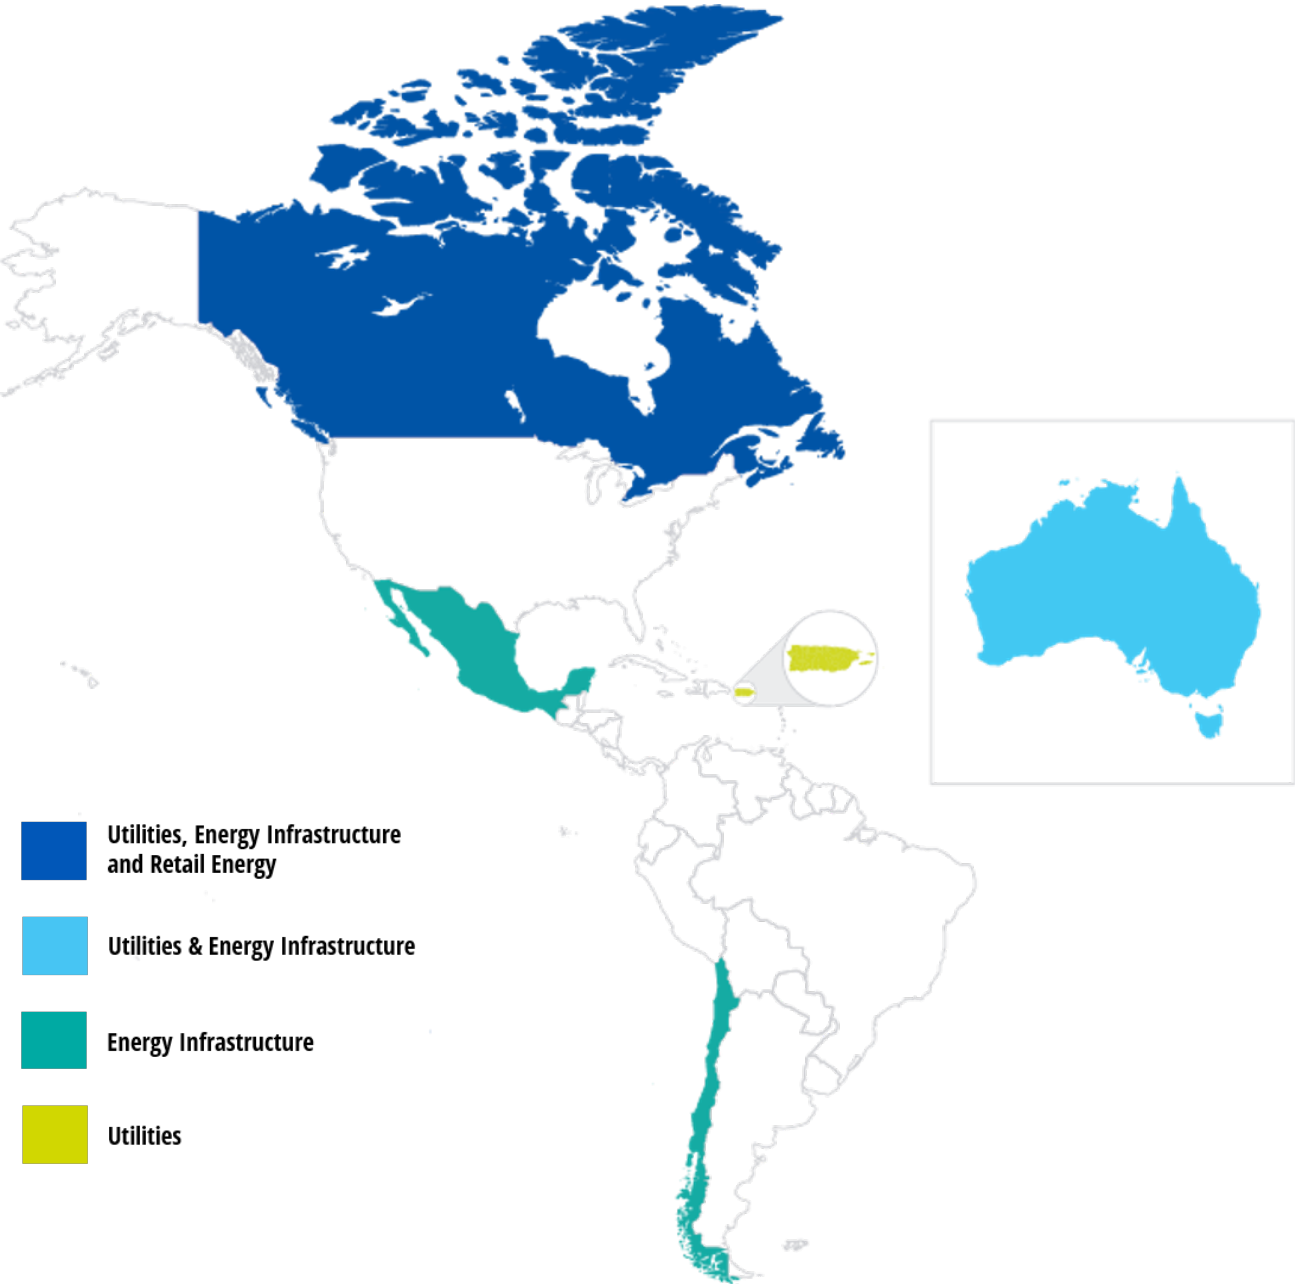 Utilities, Energy Infrastructure
and Retail Energy
Utilities & Energy Infrastructure
Energy Infrastructure
Utilities